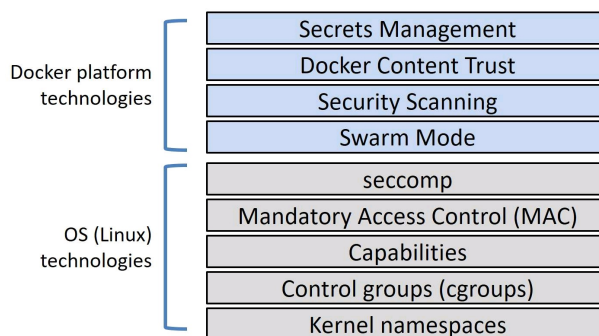 Docker platform
technologies
Secrets Management
Docker Content Trust
Security Scanning
Swarm Mode
OS (Linux)
technologies
seccomp
Mandatory Access Control (MAC)
Capabilities
Control groups (cgroups)
Kernel namespaces